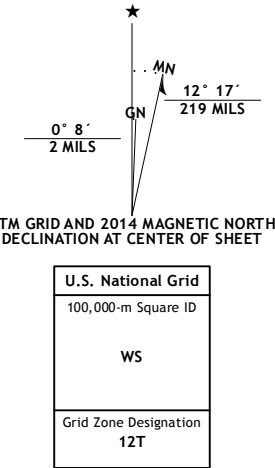 ★
MN
GN
12° 17´
219 MILS
0° 8´
2 MILS
TM GRID AND 2014 MAGNETIC NORTH
DECLINATION AT CENTER OF SHEET
U.S. National Grid
100,000-m Square ID
WS
Grid Zone Designation
12T